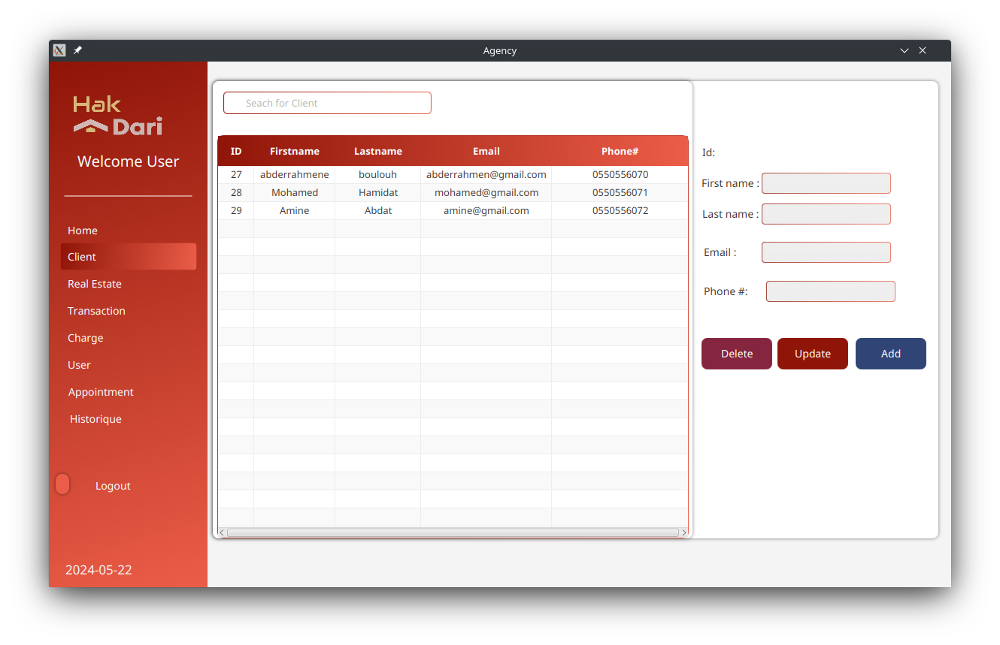 Agency
Hak
Dari
Welcome User
Home
Client
Real Estate
Transaction
Charge
User
Appointment
Historique
Logout
2024-05-22
Seach for Client
ID Firstname Lastname Email Phone#
27 abderrahmene boulouh abderrahmen@gmail.com 0550556070
28 Mohamed Hamidat mohamed@gmail.com 0550556071
29 Amine Abdat amine@gmail.com 0550556072
Id:
First name :
Last name :
Email :
Phone #:
Delete Update Add